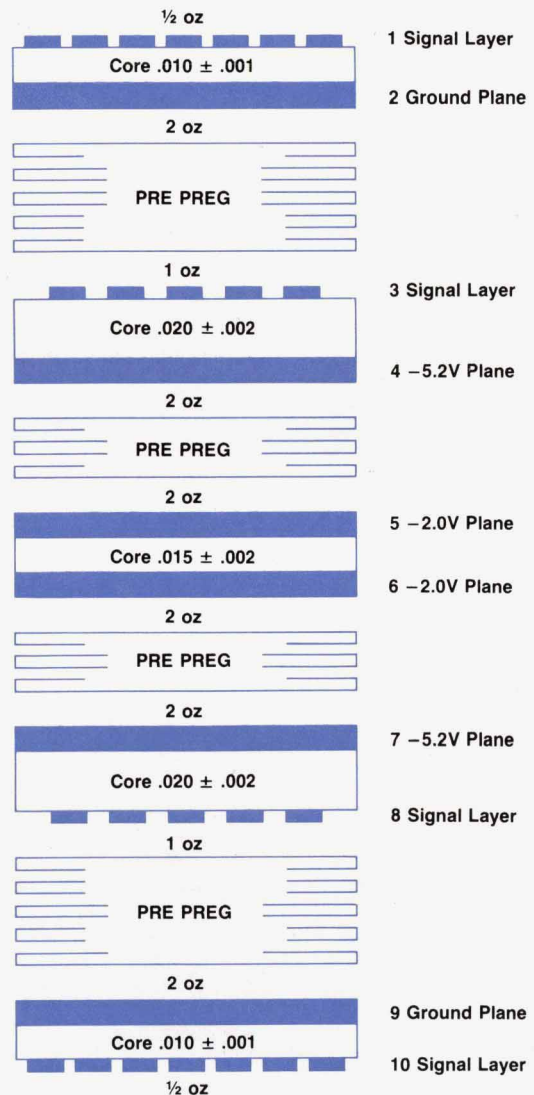 ½ oz
1 Signal Layer
Core .010 ± .001
2 Ground Plane
2 oz
PRE PREG
1 oz
3 Signal Layer
Core .020 ± .002
4 −5.2V Plane
2 oz
PRE PREG
2 oz
5 −2.0V Plane
Core .015 ± .002
6 −2.0V Plane
2 oz
PRE PREG
2 oz
7 −5.2V Plane
Core .020 ± .002
8 Signal Layer
1 oz
PRE PREG
2 oz
9 Ground Plane
Core .010 ± .001
10 Signal Layer
½ oz